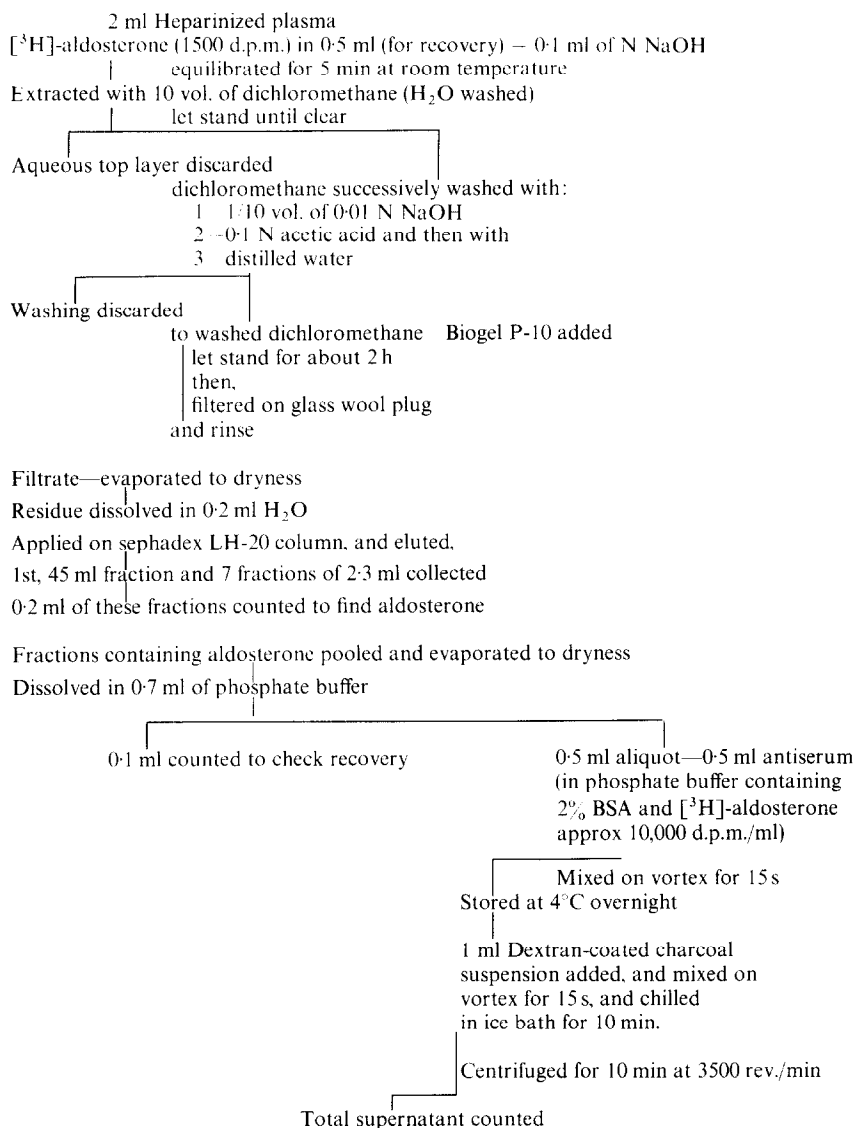 2 ml Heparinized plasma
[³H]-aldosterone (1500 d.p.m.) in 0·5 ml (for recovery) – 0·1 ml of N NaOH
equilibrated for 5 min at room temperature
Extracted with 10 vol. of dichloromethane (H₂O washed)
let stand until clear
Aqueous top layer discarded
dichloromethane successively washed with:
1 1/10 vol. of 0·01 N NaOH
2 –0·1 N acetic acid and then with
3 distilled water
Washing discarded
to washed dichloromethane Biogel P-10 added
let stand for about 2 h
then,
filtered on glass wool plug
and rinse
Filtrate—evaporated to dryness
Residue dissolved in 0·2 ml H₂O
Applied on sephadex LH-20 column, and eluted,
1st, 45 ml fraction and 7 fractions of 2·3 ml collected
0·2 ml of these fractions counted to find aldosterone
Fractions containing aldosterone pooled and evaporated to dryness
Dissolved in 0·7 ml of phosphate buffer
0·1 ml counted to check recovery
0·5 ml aliquot—0·5 ml antiserum
(in phosphate buffer containing
2% BSA and [³H]-aldosterone
approx 10,000 d.p.m./ml)
Mixed on vortex for 15 s
Stored at 4°C overnight
1 ml Dextran-coated charcoal
suspension added, and mixed on
vortex for 15 s, and chilled
in ice bath for 10 min.
Centrifuged for 10 min at 3500 rev./min
Total supernatant counted